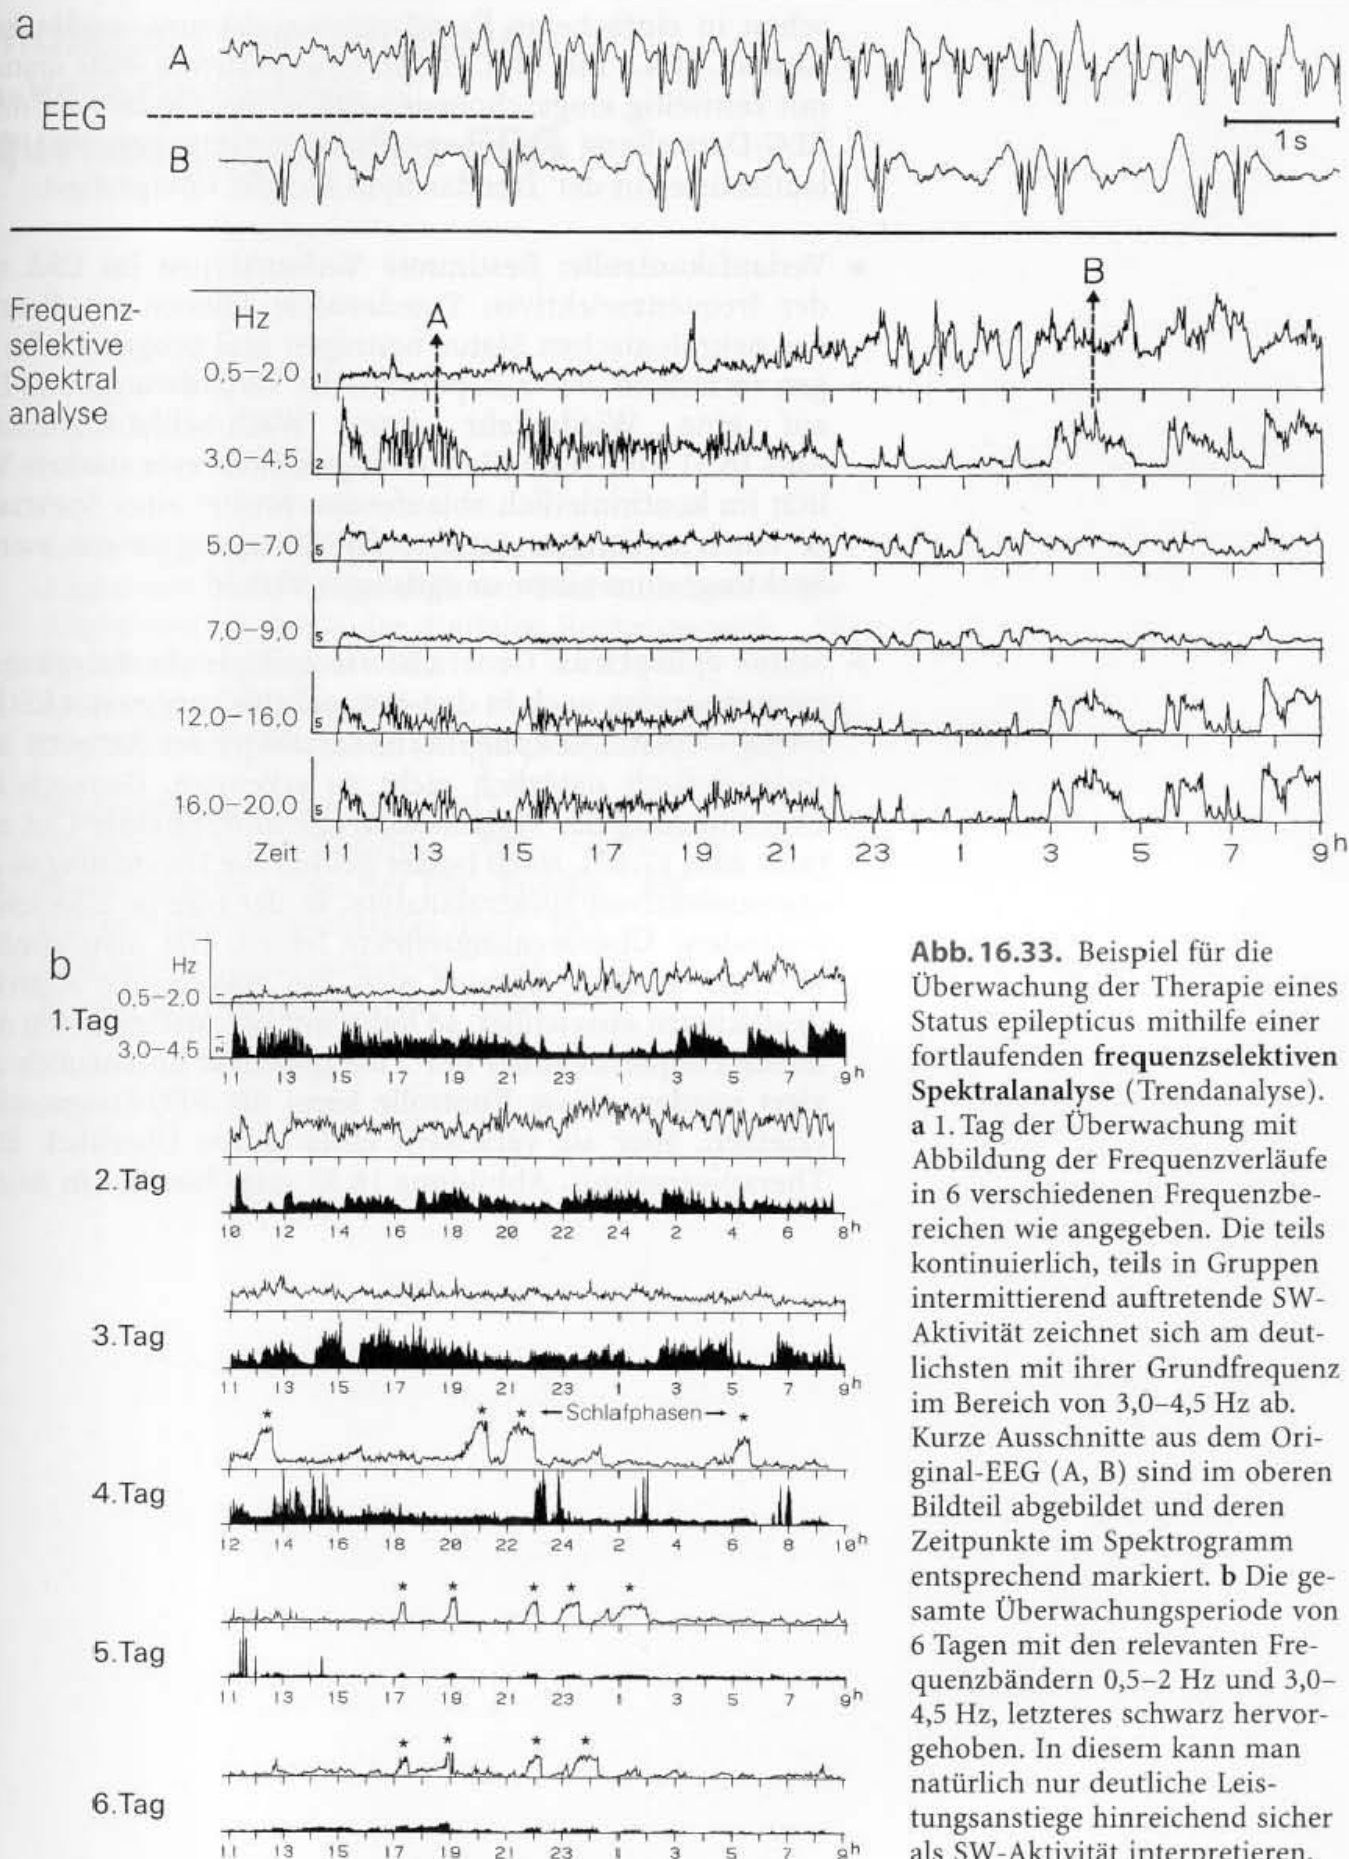 a
A
EEG
1 s
B
Frequenz-
selektive
Spektral
analyse
Hz
A
B
0,5–2.0
3.0–4.5 2
5.0–7.0 5
7.0–9.0 5
12.0–16.0 5
16.0–20.0 5
Zeit 11 13 15 17 19 21 23 1 3 5 7 9h
b
Hz
0.5–2.0
1.Tag
3.0–4.5 2
11 13 15 17 19 21 23 1 3 5 7 9h
2.Tag
10 12 14 16 18 20 22 24 2 4 6 8h
3.Tag
11 13 15 17 19 21 23 1 3 5 7 9h
* * * ←Schlafphasen→ *
4.Tag
12 14 16 18 20 22 24 2 4 6 8 10h
* * * * *
5.Tag
11 13 15 17 19 21 23 1 3 5 7 9h
* * * *
6.Tag
11 13 15 17 19 21 23 1 3 5 7 9h
Abb. 16.33. Beispiel für die
Überwachung der Therapie eines
Status epilepticus mithilfe einer
fortlaufenden frequenzselektiven
Spektralanalyse (Trendanalyse).
a 1. Tag der Überwachung mit
Abbildung der Frequenzverläufe
in 6 verschiedenen Frequenzbe-
reichen wie angegeben. Die teils
kontinuierlich, teils in Gruppen
intermittierend auftretende SW-
Aktivität zeichnet sich am deut-
lichsten mit ihrer Grundfrequenz
im Bereich von 3,0–4,5 Hz ab.
Kurze Ausschnitte aus dem Ori-
ginal-EEG (A, B) sind im oberen
Bildteil abgebildet und deren
Zeitpunkte im Spektrogramm
entsprechend markiert. b Die ge-
samte Überwachungsperiode von
6 Tagen mit den relevanten Fre-
quenzbändern 0,5–2 Hz und 3,0–
4,5 Hz, letzteres schwarz hervor-
gehoben. In diesem kann man
natürlich nur deutliche Leis-
tungsanstiege hinreichend sicher
als SW-Aktivität interpretieren.